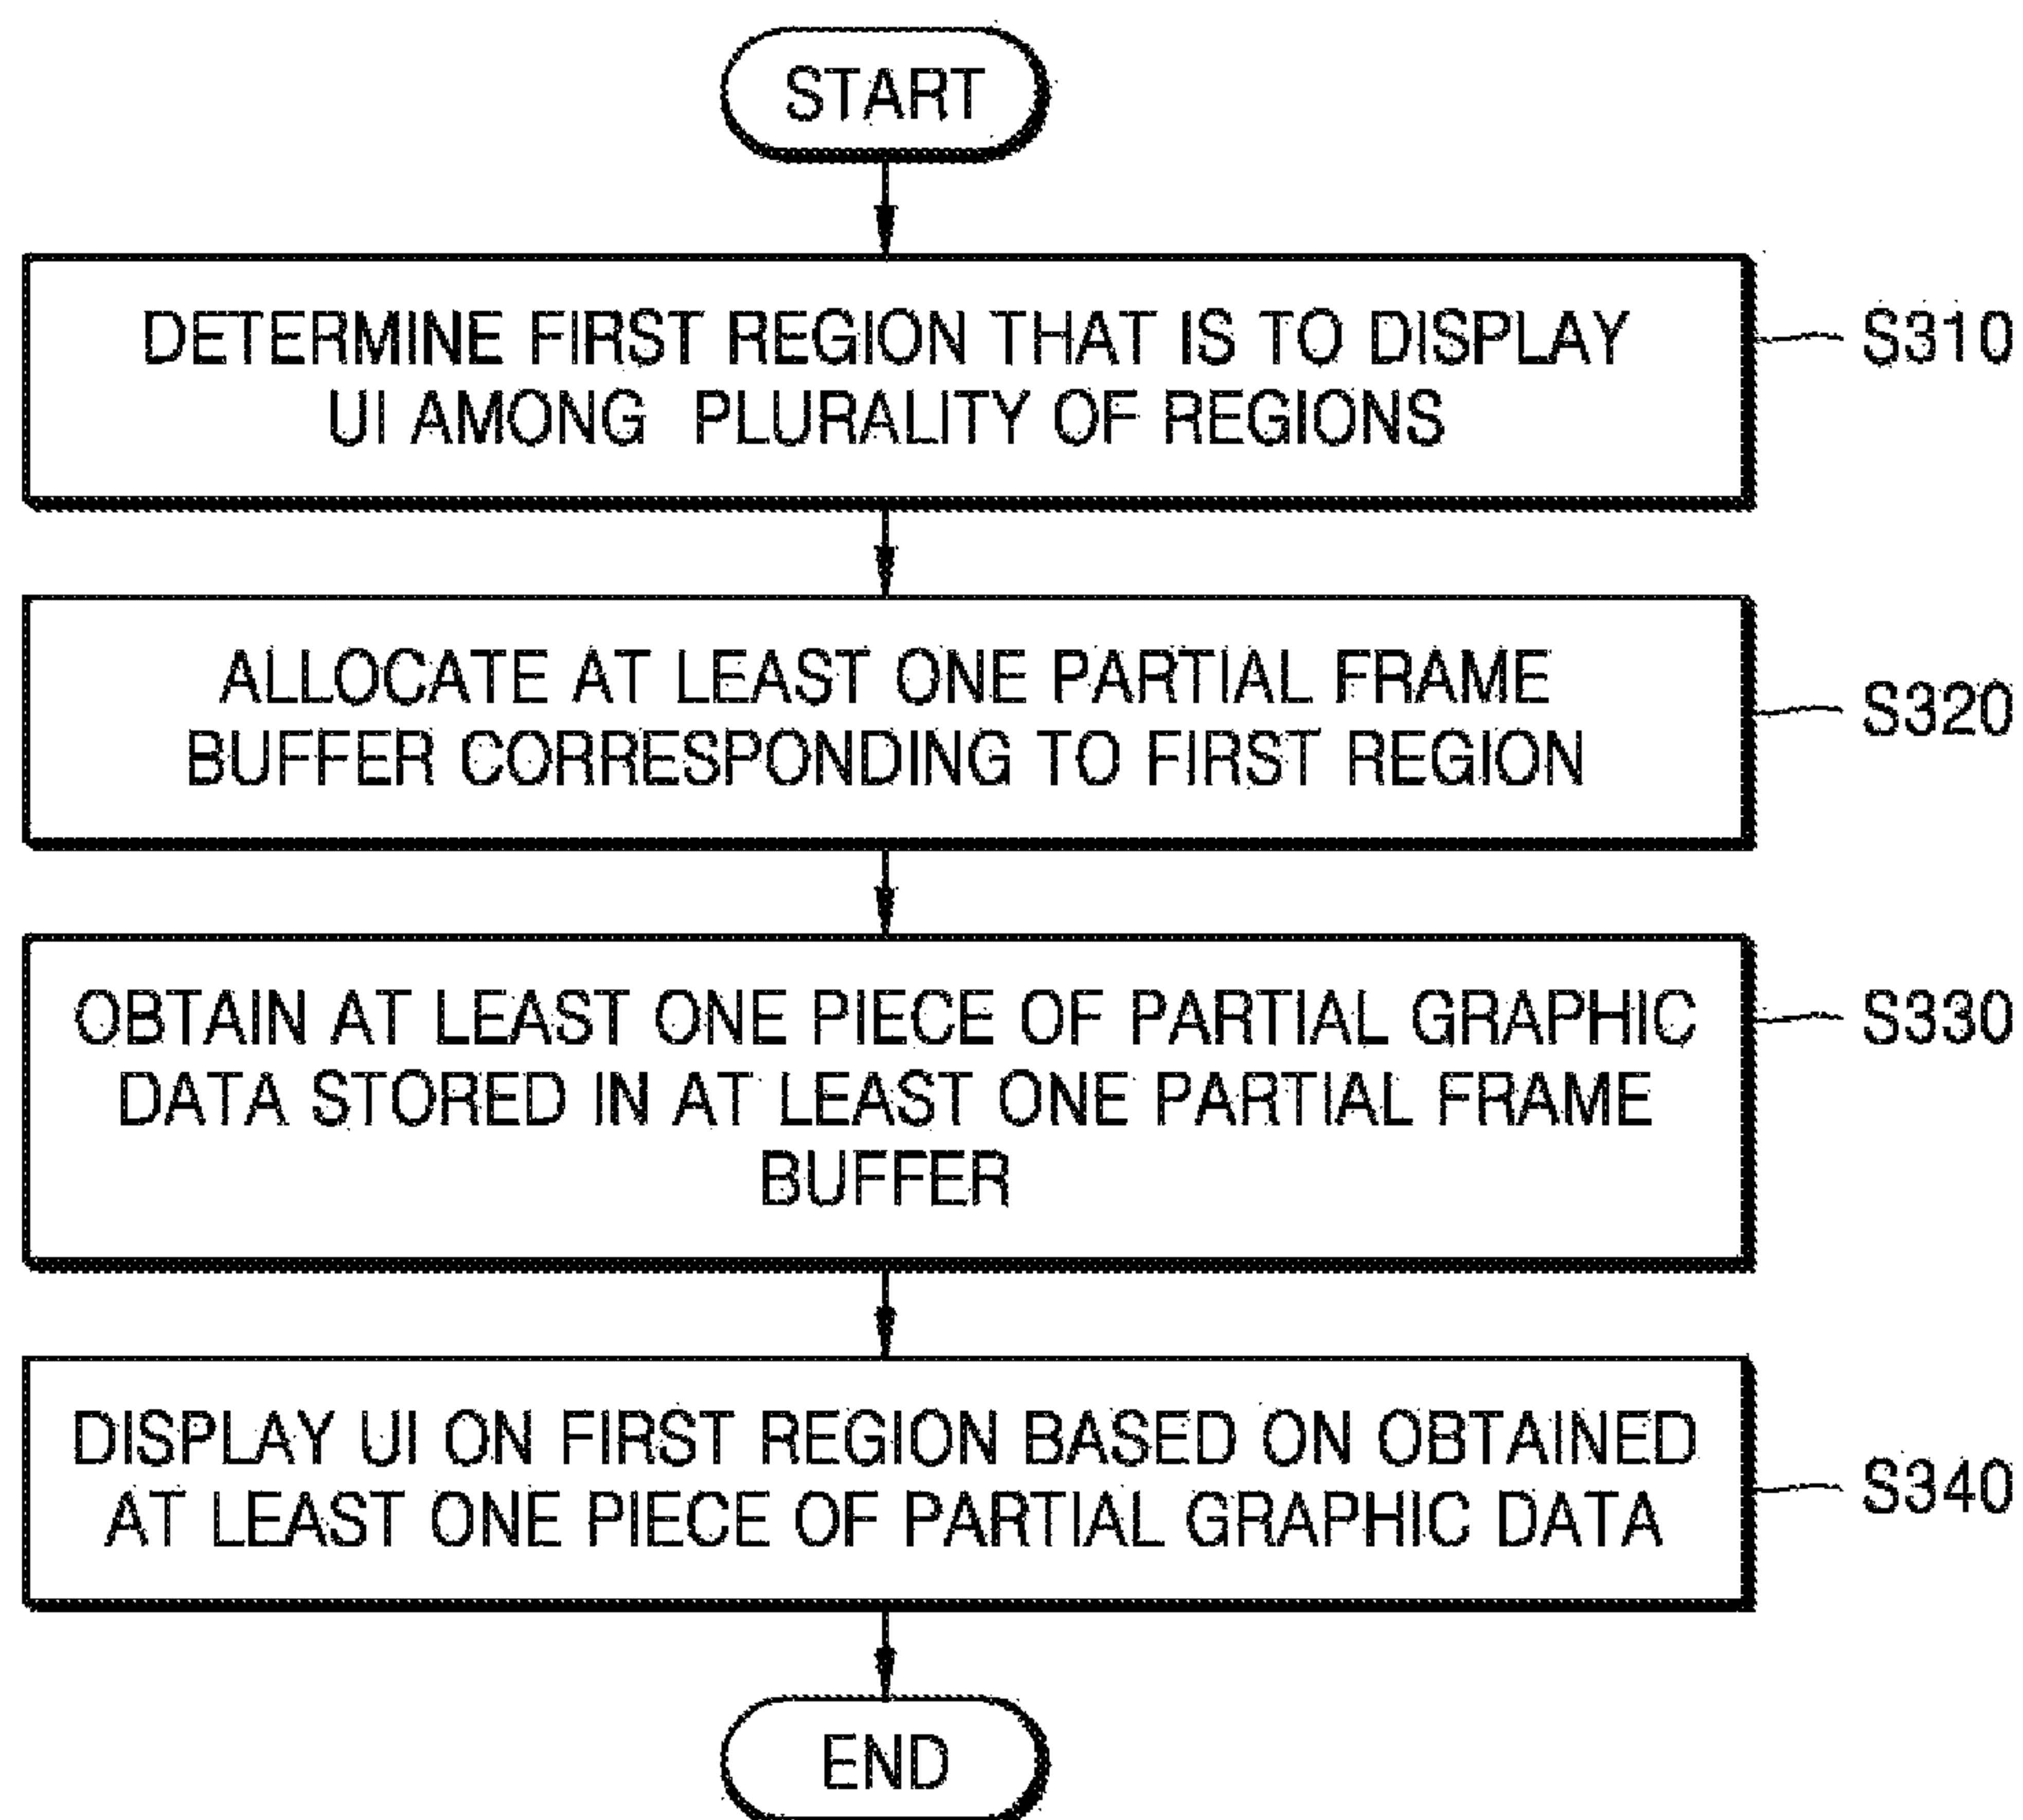 START
DETERMINE FIRST REGION THAT IS TO DISPLAY
UI AMONG PLURALITY OF REGIONS
S310
ALLOCATE AT LEAST ONE PARTIAL FRAME
BUFFER CORRESPONDING TO FIRST REGION
S320
OBTAIN AT LEAST ONE PIECE OF PARTIAL GRAPHIC
DATA STORED IN AT LEAST ONE PARTIAL FRAME
BUFFER
S330
DISPLAY UI ON FIRST REGION BASED ON OBTAINED
AT LEAST ONE PIECE OF PARTIAL GRAPHIC DATA
S340
END